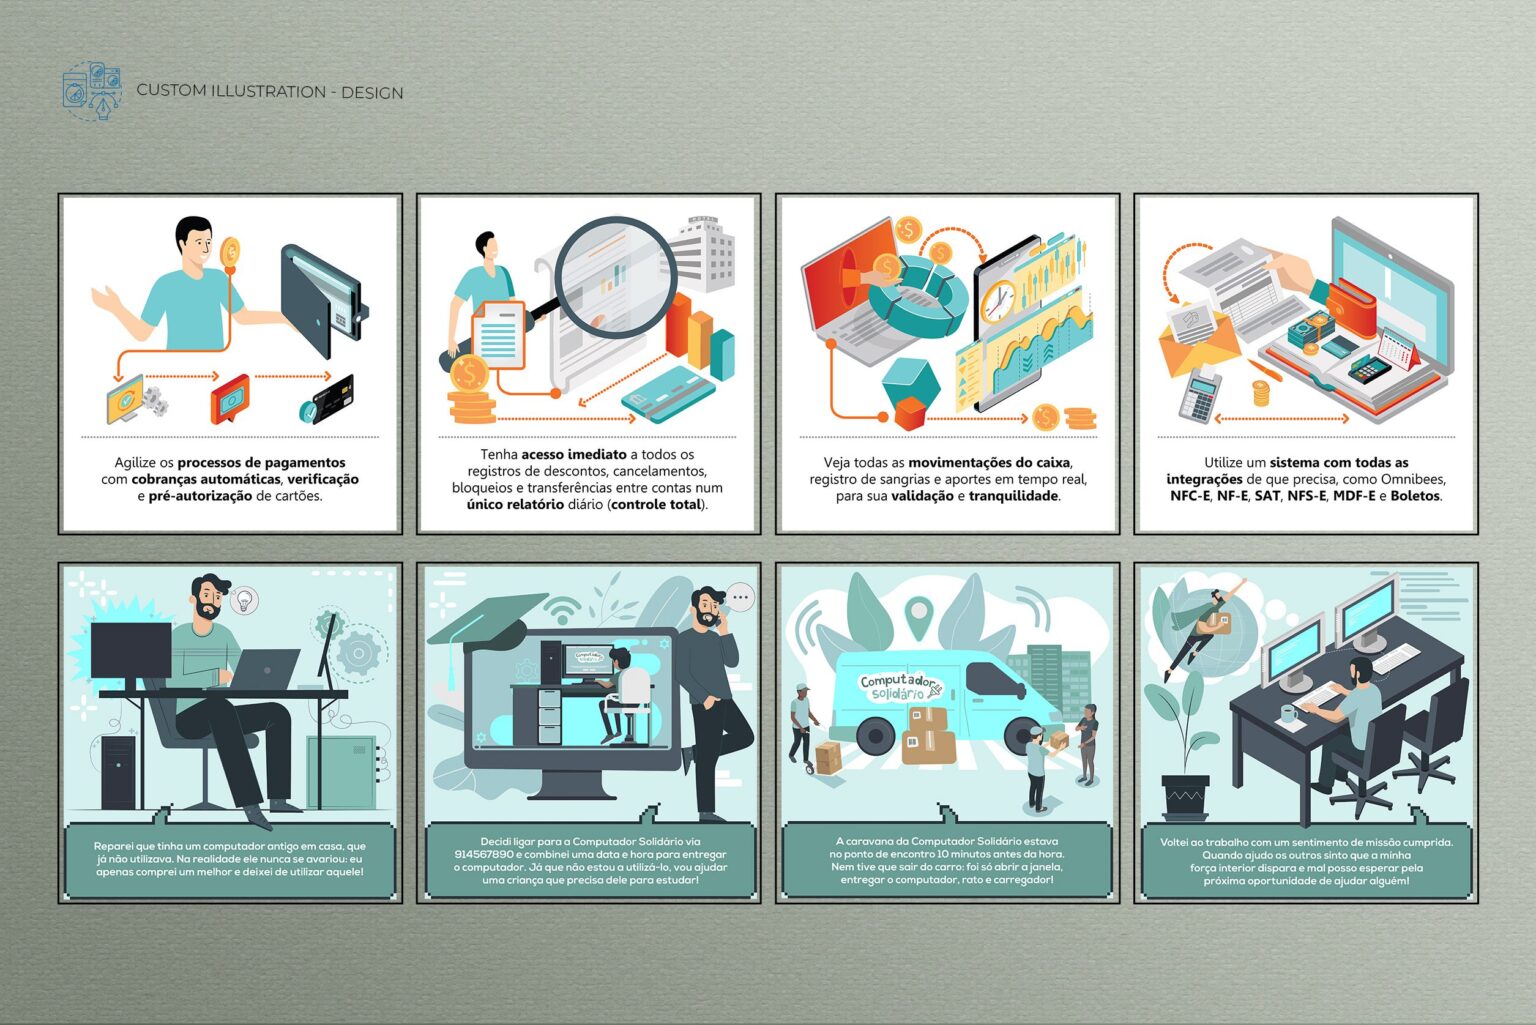 CUSTOM ILLUSTRATION - DESIGN
Agilize os processos de pagamentos
com cobranças automáticas, verificação
e pré-autorização de cartões.
HOTEL
Tenha acesso imediato a todos os
registros de descontos, cancelamentos,
bloqueios e transferências entre contas num
único relatório diário (controle total).
Veja todas as movimentações do caixa,
registro de sangrias e aportes em tempo real,
para sua validação e tranquilidade.
Utilize um sistema com todas as
integrações de que precisa, como Omnibees,
NFC-E, NF-E, SAT, NFS-E, MDF-E e Boletos.
Reparei que tinha um computador antigo em casa, que
já não utilizava. Na realidade ele nunca se avariou: eu
apenas comprei um melhor e deixei de utilizar aquele!
Computador
solidário
Decidi ligar para a Computador Solidário via
914567890 e combinei uma data e hora para entregar
o computador. Já que não estou a utilizá-lo, vou ajudar
uma criança que precisa dele para estudar!
Computador
solidário
A caravana da Computador Solidário estava
no ponto de encontro 10 minutos antes da hora.
Nem tive que sair do carro: foi só abrir a janela,
entregar o computador, rato e carregador!
Voltei ao trabalho com um sentimento de missão cumprida.
Quando ajudo os outros sinto que a minha
força interior dispara e mal posso esperar pela
próxima oportunidade de ajudar alguém!